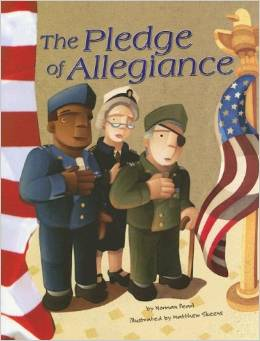 The Pledge
of Allegiance
by Norman Pearl
illustrated by Matthew Skeens